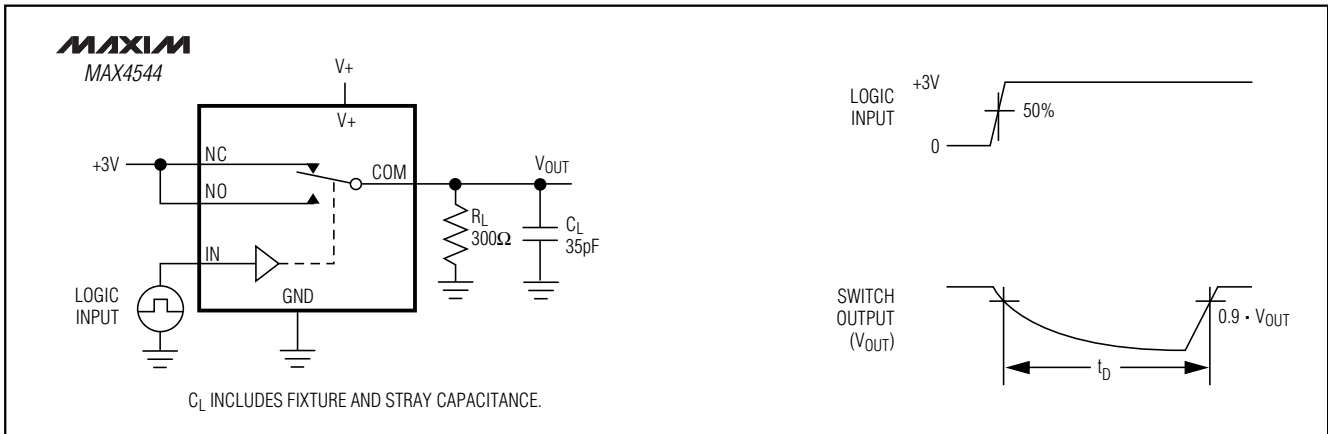 MAXIM
MAX4544
V+
V+
+3V
NC
NO
COM
VOUT
RL
300Ω
CL
35pF
IN
LOGIC
INPUT
GND
CL INCLUDES FIXTURE AND STRAY CAPACITANCE.
LOGIC
INPUT
+3V
50%
0
SWITCH
OUTPUT
(VOUT)
0.9 · VOUT
tD